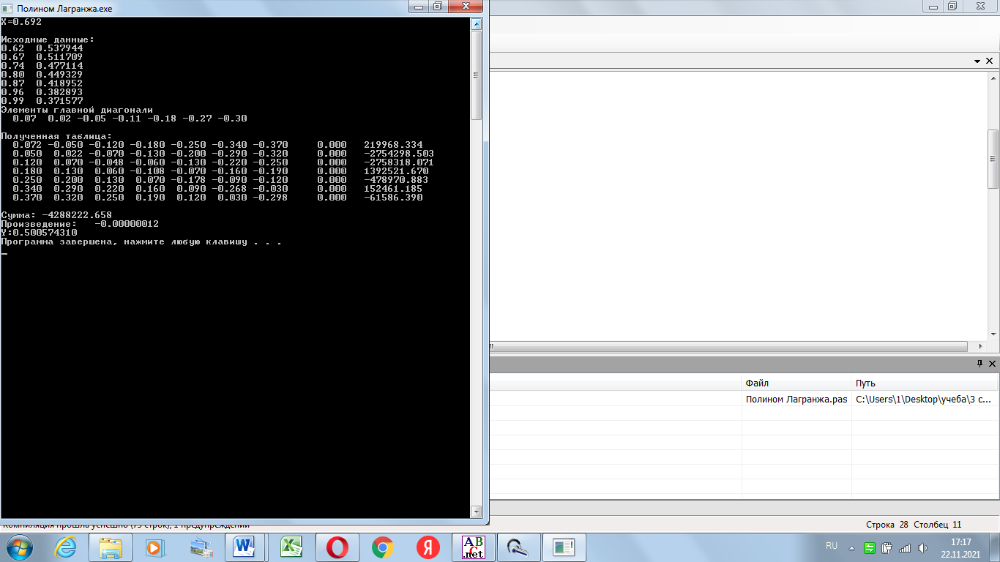 Полином Лагранжа.exe
X=0.692
Исходные данные:
0.62 0.537944
0.67 0.511709
0.74 0.477114
0.80 0.449329
0.87 0.418952
0.96 0.382893
0.99 0.371577
Элементы главной диагонали
0.07 0.02 -0.05 -0.11 -0.18 -0.27 -0.30
Полученная таблица:
0.072 -0.050 -0.120 -0.180 -0.250 -0.340 -0.370 0.000 219968.334
0.050 0.022 -0.070 -0.130 -0.200 -0.290 -0.320 0.000 -2754298.503
0.120 0.070 -0.048 -0.060 -0.130 -0.220 -0.250 0.000 -2758318.071
0.180 0.130 0.060 -0.108 -0.070 -0.160 -0.190 0.000 1392521.670
0.250 0.200 0.130 0.070 -0.178 -0.090 -0.120 0.000 -478970.883
0.340 0.290 0.220 0.160 0.090 -0.268 -0.030 0.000 152461.185
0.370 0.320 0.250 0.190 0.120 0.030 -0.298 0.000 -61586.390
Сумма: -4288222.658
Произведение: -0.00000012
Y:0.500574310
Программа завершена, нажмите любую клавишу . . .
Файл Путь
Полином Лагранжа.pas C:\Users\1\Desktop\учеба\3 с...
Компиляция прошла успешно (75 строк), 1 предупреждений
Строка 28 Столбец 11
ABC.net
RU
17:17
22.11.2021